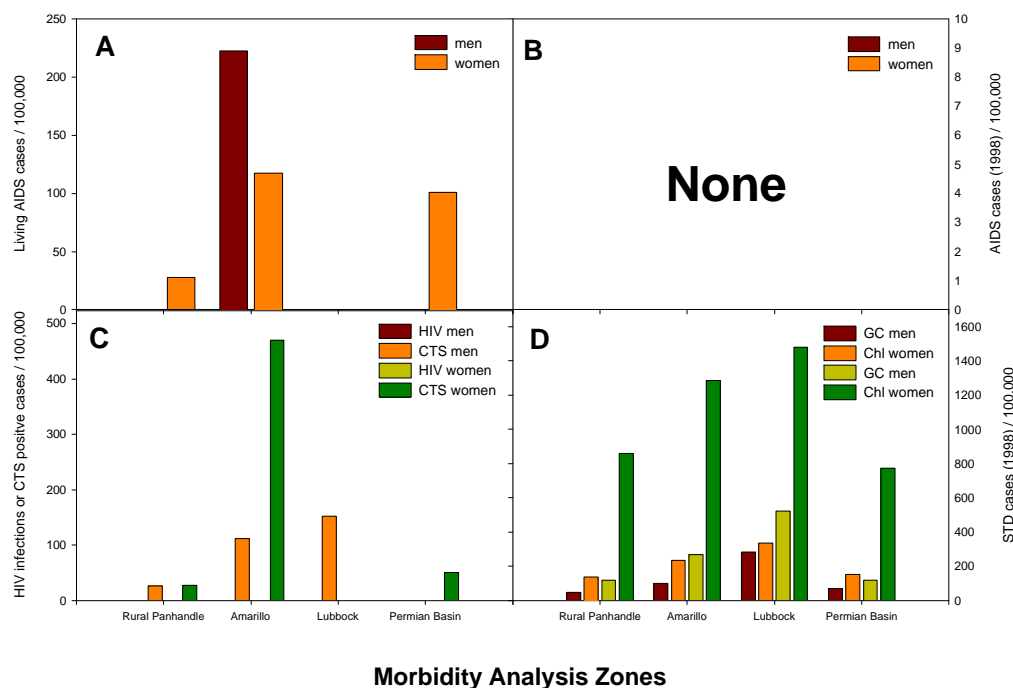 A
men
women
250
200
150
100
50
0
Living AIDS cases / 100,000
B
men
women
None
10
9
8
7
6
5
4
3
2
1
0
AIDS cases (1998) / 100,000
C
HIV men
CTS men
HIV women
CTS women
500
400
300
200
100
0
HIV infections or CTS positve cases / 100,000
Rural Panhandle Amarillo Lubbock Permian Basin
D
GC men
Chl women
GC men
Chl women
1600
1400
1200
1000
800
600
400
200
0
STD cases (1998) / 100.000
Rural Panhandle Amarillo Lubbock Permian Basin
Morbidity Analysis Zones